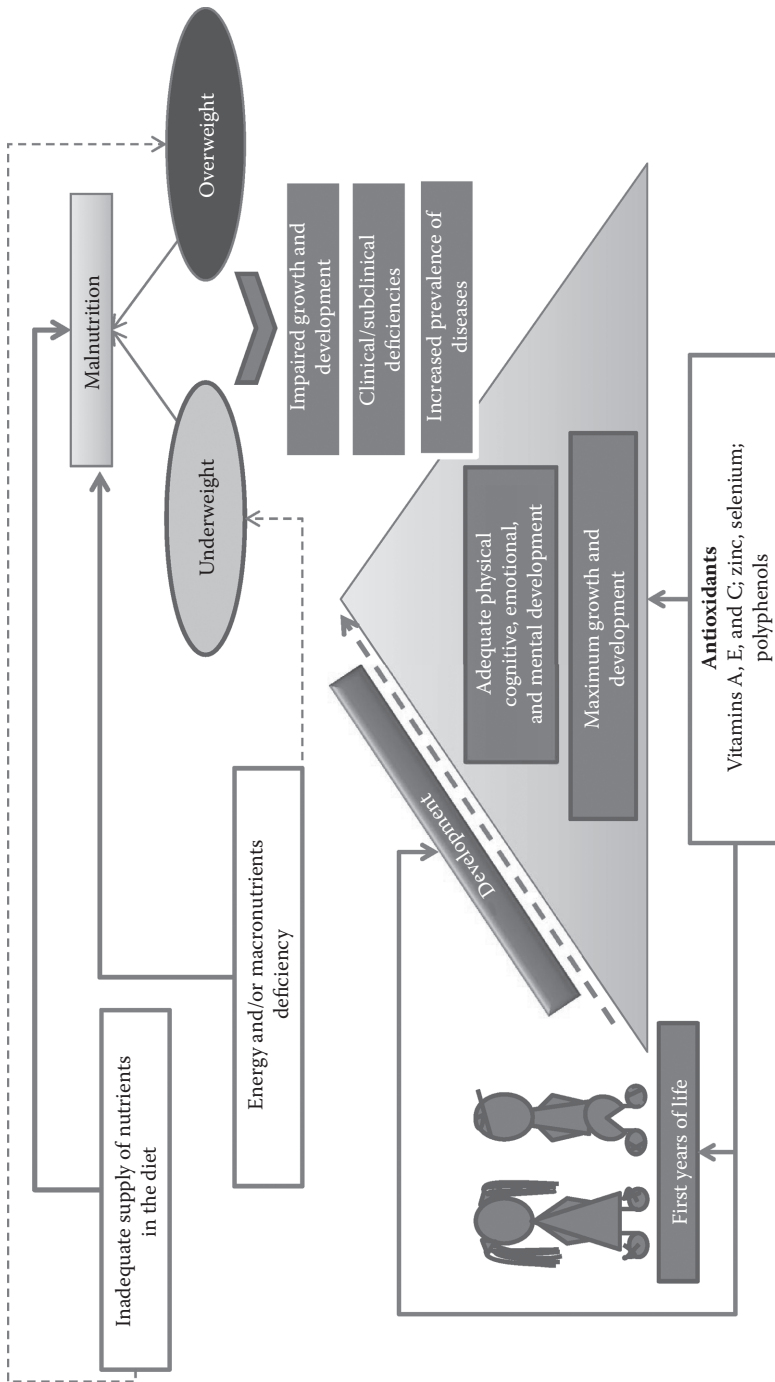 Inadequate supply of nutrients
in the diet
Energy and/or macronutrients
deficiency
Malnutrition
Underweight
Overweight
Impaired growth and
development
Clinical/subclinical
deficiencies
Increased prevalence of
diseases
Development
Adequate physical
cognitive, emotional,
and mental development
Maximum growth and
development
First years of life
Antioxidants
Vitamins A, E, and C; zinc, selenium;
polyphenols